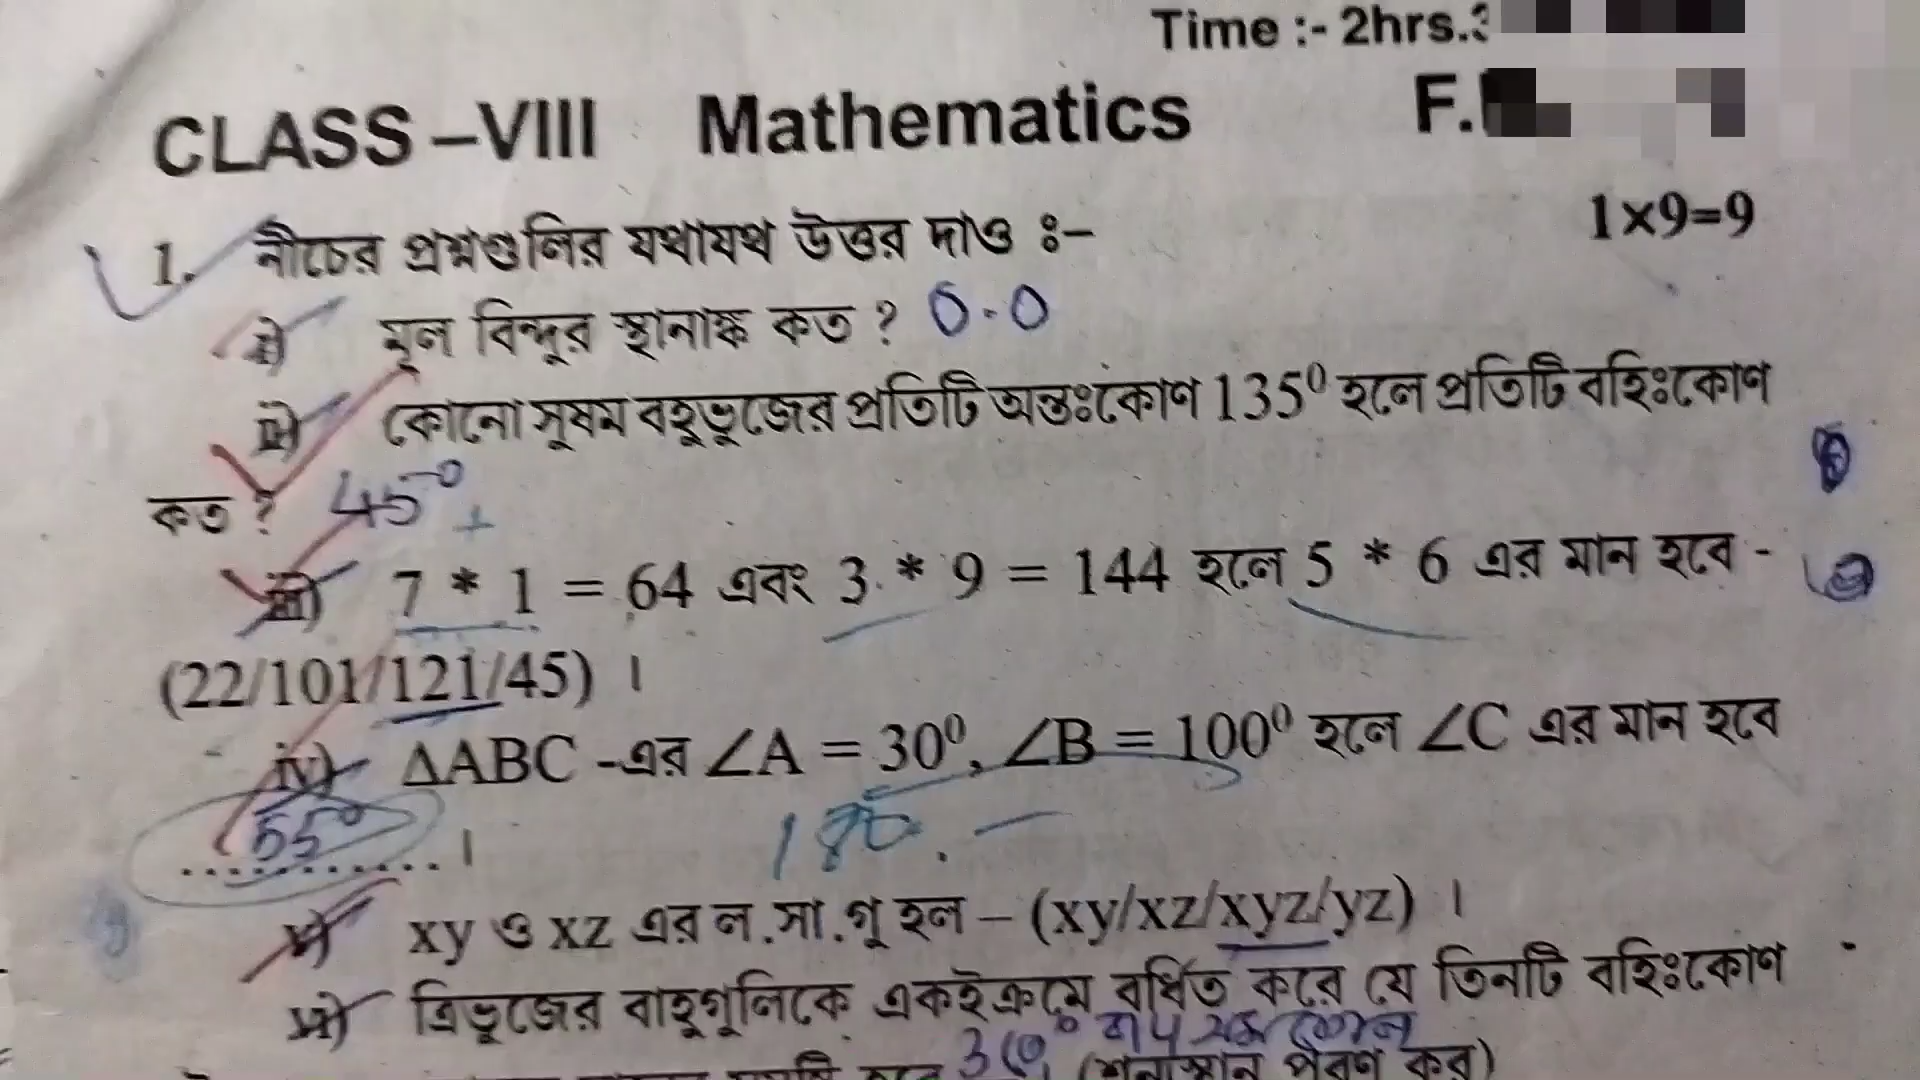 Time :- 2hrs.
CLASS –VIII Mathematics F.
1. নীচের প্রশ্নগুলির যথাযথ উত্তর দাও ঃ– 1×9=9
i) মূল বিন্দুর স্থানাঙ্ক কত ? 0.0
ii) কোনো সুষম বহুভুজের প্রতিটি অন্তঃকোণ 135⁰ হলে প্রতিটি বহিঃকোণ
কত ? 45⁰
iii) 7 * 1 = 64 এবং 3 * 9 = 144 হলে 5 * 6 এর মান হবে -
(22/101/121/45) ।
iv) ΔABC -এর ∠A = 30⁰, ∠B = 100⁰ হলে ∠C এর মান হবে
55⁰ .......... । 180 –
v) xy ও xz এর ল.সা.গু হল – (xy/xz/xyz/yz) ।
vi) ত্রিভুজের বাহুগুলিকে একইক্রমে বর্ধিত করে যে তিনটি বহিঃকোণ
হবে (শূন্যস্থান পূরণ কর)